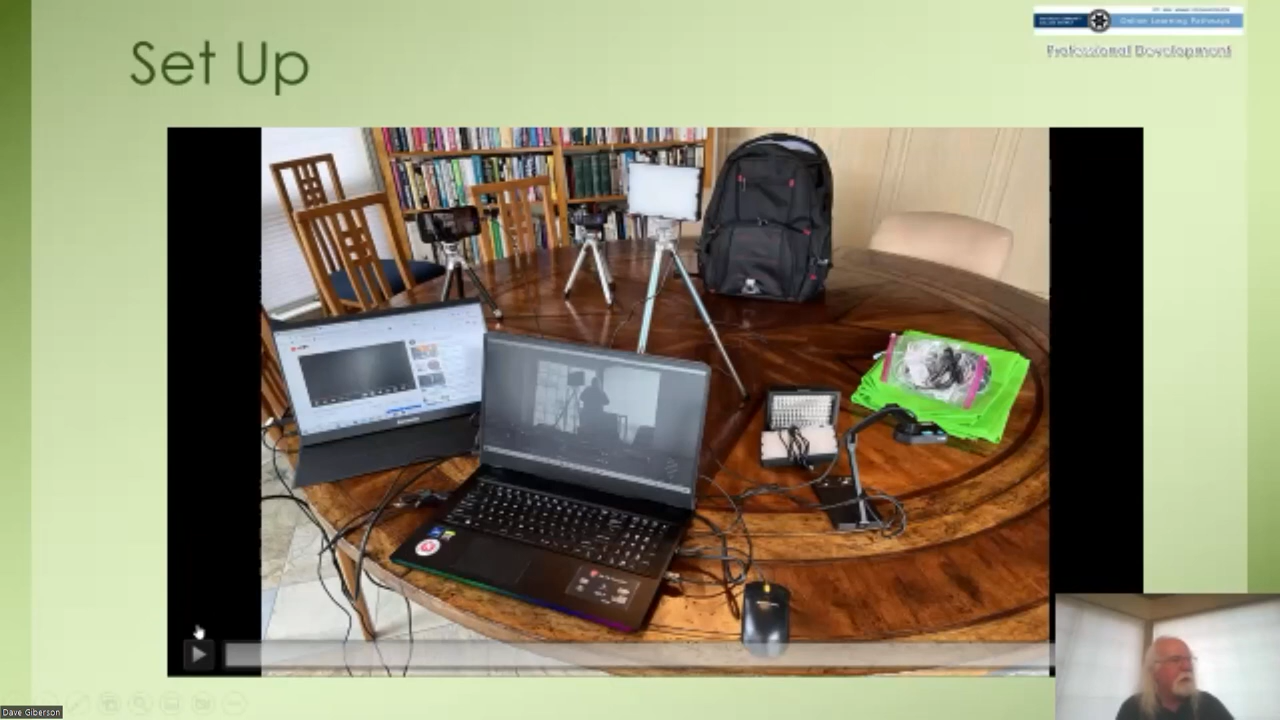 Set Up
Online Learning Pathways
Professional Development
Dave Giberson